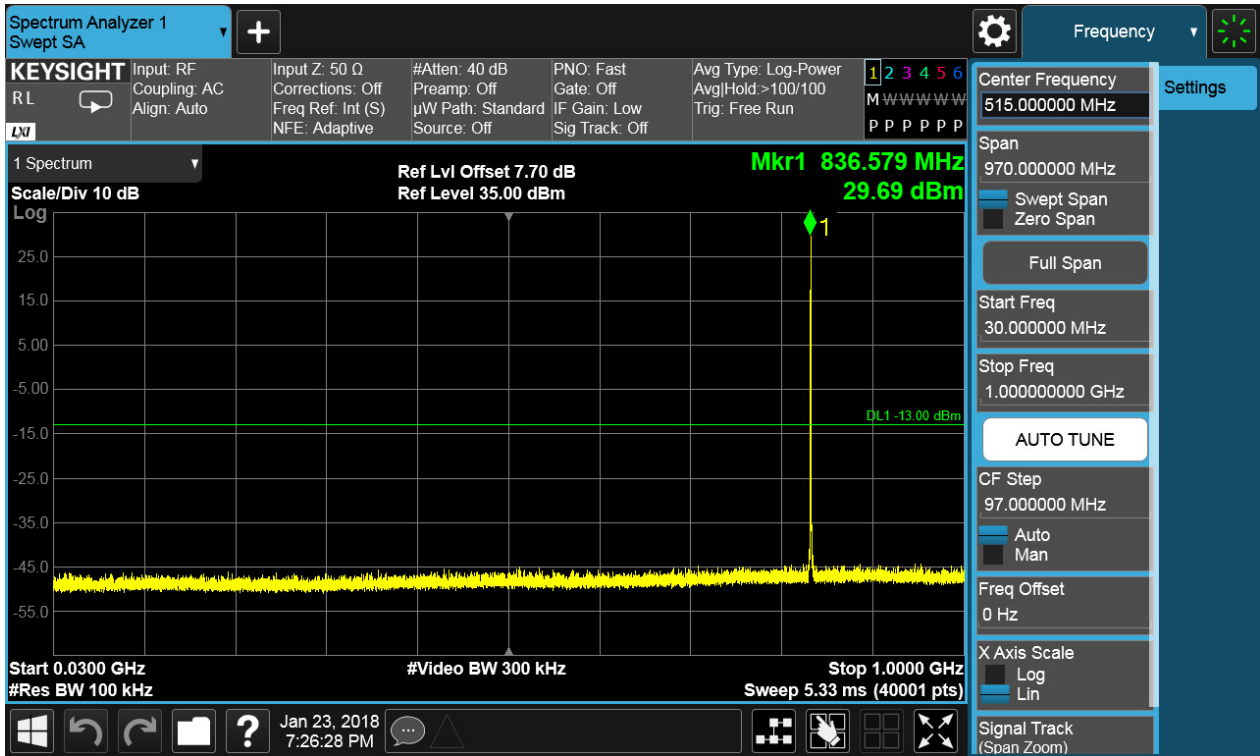 Spectrum Analyzer 1
Swept SA
Frequency
KEYSIGHT
RL
LXI
Input: RF
Coupling: AC
Align: Auto
Input Z: 50 Ω
Corrections: Off
Freq Ref: Int (S)
NFE: Adaptive
#Atten: 40 dB
Preamp: Off
µW Path: Standard
Source: Off
PNO: Fast
Gate: Off
IF Gain: Low
Sig Track: Off
Avg Type: Log-Power
Avg|Hold:>100/100
Trig: Free Run
1 2 3 4 5 6
M W W W W W
P P P P P P
1 Spectrum
Scale/Div 10 dB
Log
Ref Lvl Offset 7.70 dB
Ref Level 35.00 dBm
Mkr1 836.579 MHz
29.69 dBm
1
25.0
15.0
5.00
-5.00
DL1 -13.00 dBm
-15.0
-25.0
-35.0
-45.0
-55.0
Start 0.0300 GHz
#Res BW 100 kHz
#Video BW 300 kHz
Stop 1.0000 GHz
Sweep 5.33 ms (40001 pts)
Jan 23, 2018
7:26:28 PM
Center Frequency
515.000000 MHz
Span
970.000000 MHz
Swept Span
Zero Span
Full Span
Start Freq
30.000000 MHz
Stop Freq
1.000000000 GHz
AUTO TUNE
CF Step
97.000000 MHz
Auto
Man
Freq Offset
0 Hz
X Axis Scale
Log
Lin
Signal Track
(Span Zoom)
Settings